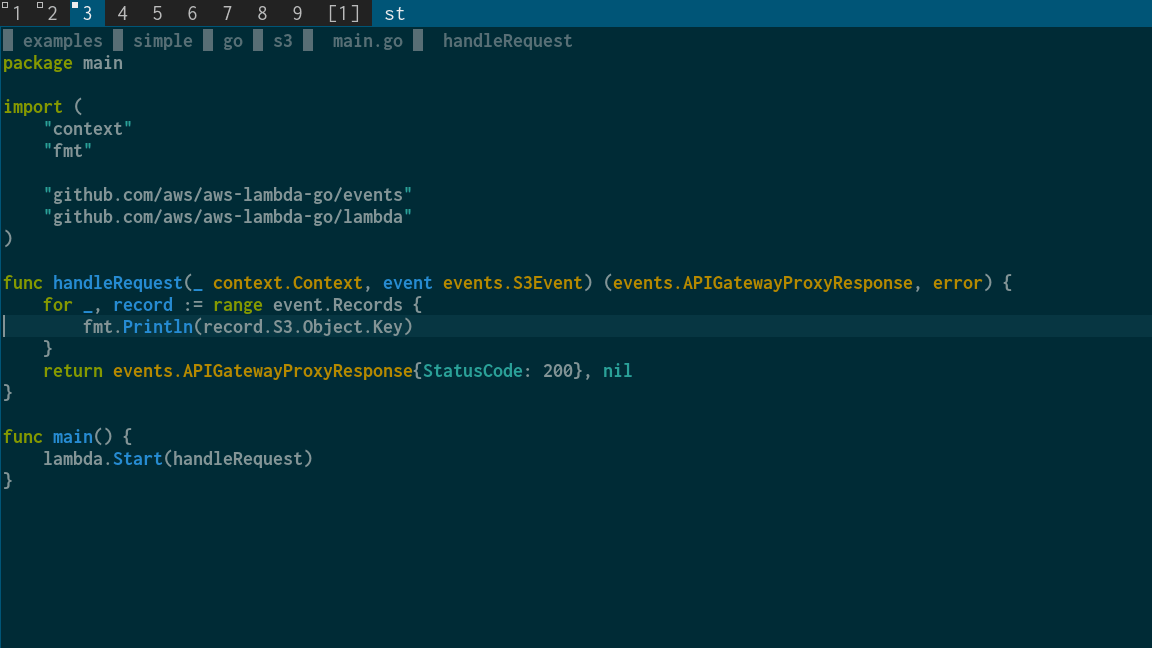 1 2 3 4 5 6 7 8 9 [1] st
examples simple go s3 main.go handleRequest
package main
import (
    "context"
    "fmt"
    "github.com/aws/aws-lambda-go/events"
    "github.com/aws/aws-lambda-go/lambda"
)
func handleRequest(_ context.Context, event events.S3Event) (events.APIGatewayProxyResponse, error) {
    for _, record := range event.Records {
        fmt.Println(record.S3.Object.Key)
    }
    return events.APIGatewayProxyResponse{StatusCode: 200}, nil
}
func main() {
    lambda.Start(handleRequest)
}